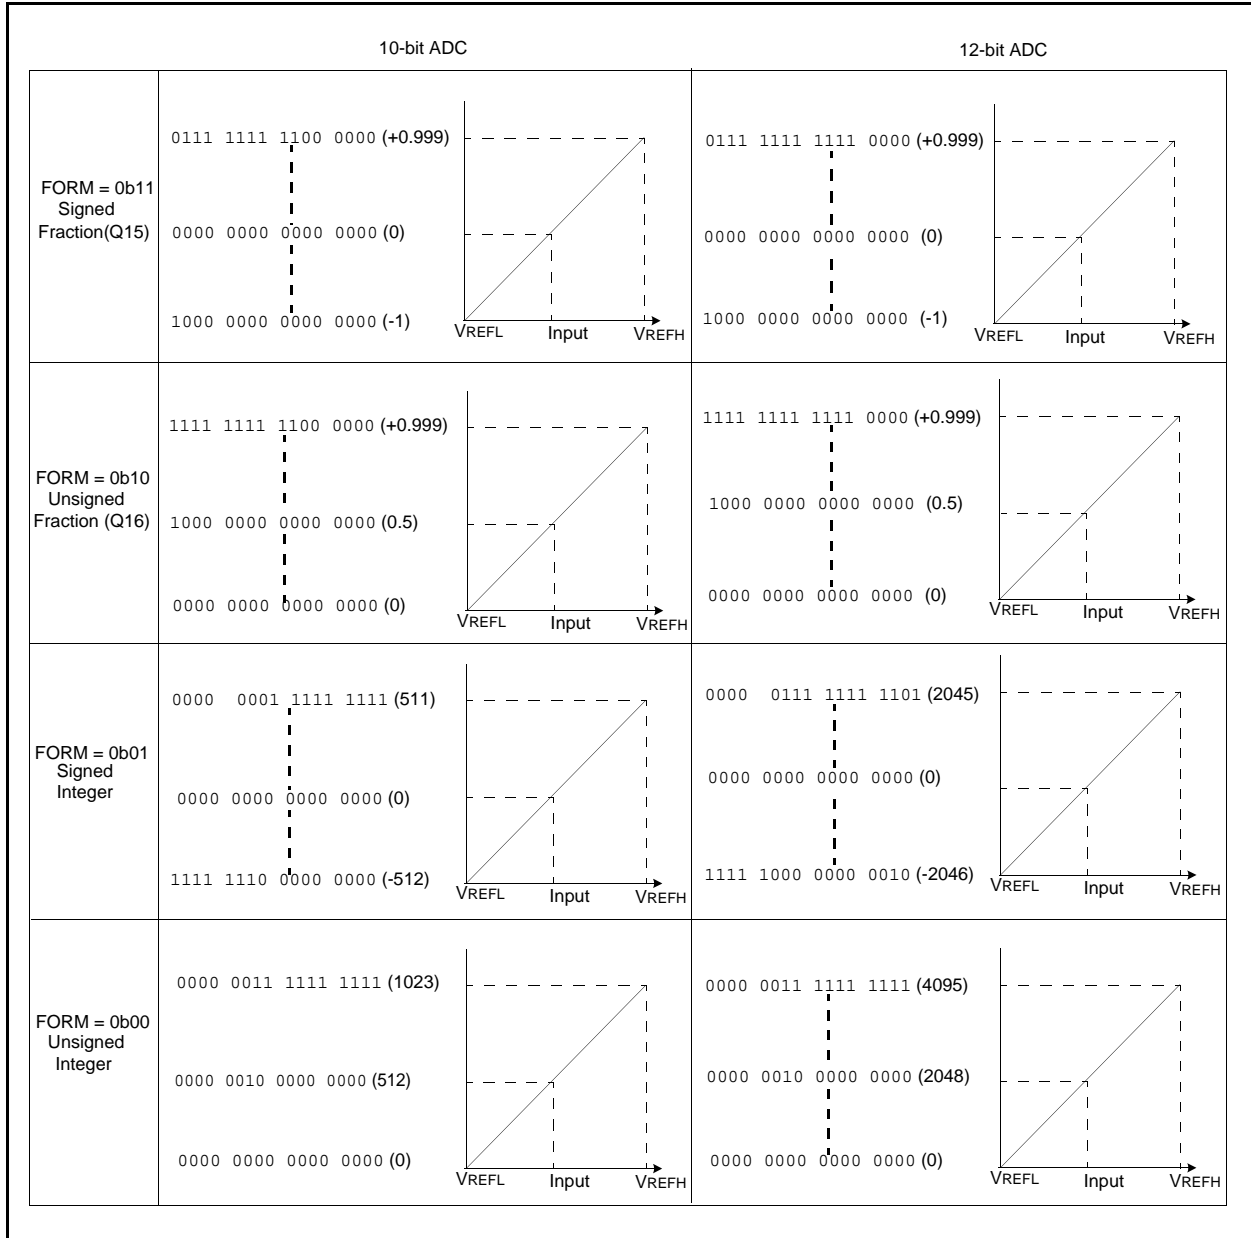 10-bit ADC 12-bit ADC
FORM = 0b11
Signed
Fraction(Q15)
0111 1111 1100 0000 (+0.999)
0000 0000 0000 0000 (0)
1000 0000 0000 0000 (-1)
VREFL Input VREFH
0111 1111 1111 0000 (+0.999)
0000 0000 0000 0000 (0)
1000 0000 0000 0000 (-1)
VREFL Input VREFH
FORM = 0b10
Unsigned
Fraction (Q16)
1111 1111 1100 0000 (+0.999)
1000 0000 0000 0000 (0.5)
0000 0000 0000 0000 (0)
VREFL Input VREFH
1111 1111 1111 0000 (+0.999)
1000 0000 0000 0000 (0.5)
0000 0000 0000 0000 (0)
VREFL Input VREFH
FORM = 0b01
Signed
Integer
0000 0001 1111 1111 (511)
0000 0000 0000 0000 (0)
1111 1110 0000 0000 (-512)
VREFL Input VREFH
0000 0111 1111 1101 (2045)
0000 0000 0000 0000 (0)
1111 1000 0000 0010 (-2046)
VREFL Input VREFH
FORM = 0b00
Unsigned
Integer
0000 0011 1111 1111 (1023)
0000 0010 0000 0000 (512)
0000 0000 0000 0000 (0)
VREFL Input VREFH
0000 0011 1111 1111 (4095)
0000 0010 0000 0000 (2048)
0000 0000 0000 0000 (0)
VREFL Input VREFH